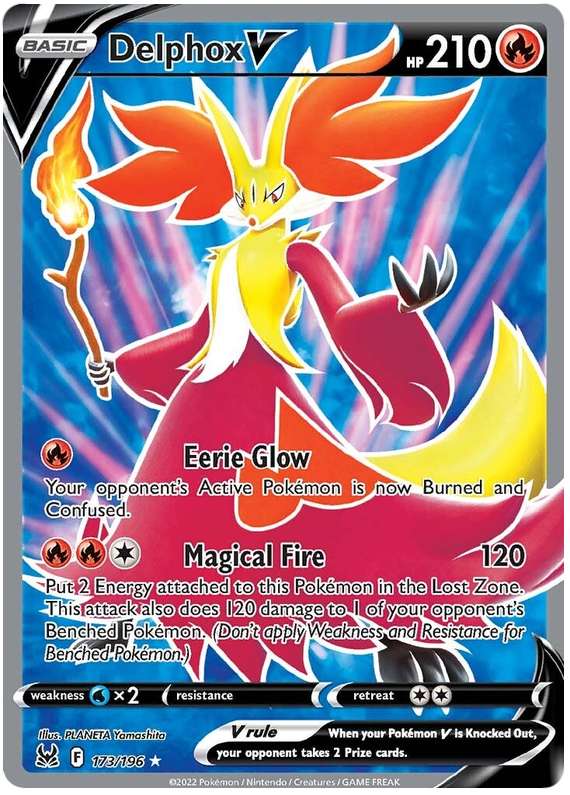 BASIC Delphox V HP 210
Eerie Glow
Your opponent's Active Pokémon is now Burned and
Confused.
Magical Fire 120
Put 2 Energy attached to this Pokémon in the Lost Zone.
This attack also does 120 damage to 1 of your opponent's
Benched Pokémon. (Don't apply Weakness and Resistance for
Benched Pokémon.)
weakness ×2 resistance retreat
Illus. PLANETA Yamashita
F 173/196 ★
V rule When your Pokémon V is Knocked Out,
your opponent takes 2 Prize cards.
©2022 Pokémon / Nintendo / Creatures / GAME FREAK